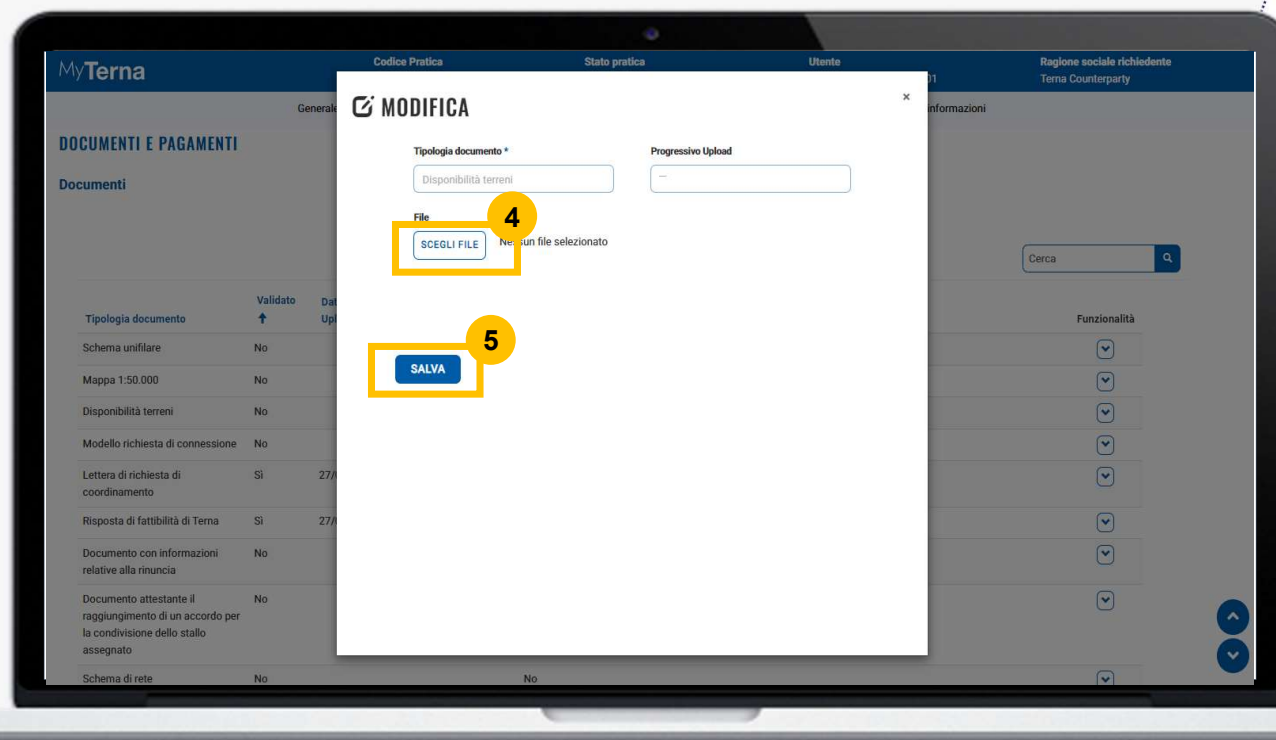 MyTerna
Codice Pratica
Stato pratica
Utente
Ragione sociale richiedente
Terna Counterparty
01
Generale
informazioni
MODIFICA
×
Tipologia documento *
Progressivo Upload
Disponibilità terreni
--
File
4
SCEGLI FILE
Nessun file selezionato
5
SALVA
DOCUMENTI E PAGAMENTI
Documenti
Cerca
Tipologia documento
Validato
Funzionalità
Schema unifilare No
Mappa 1:50.000 No
Disponibilità terreni No
Modello richiesta di connessione No
Lettera di richiesta di Sì 27/
coordinamento
Risposta di fattibilità di Terna Sì 27/
Documento con informazioni No
relative alla rinuncia
Documento attestante il No
raggiungimento di un accordo per
la condivisione dello stallo
assegnato
Schema di rete No No